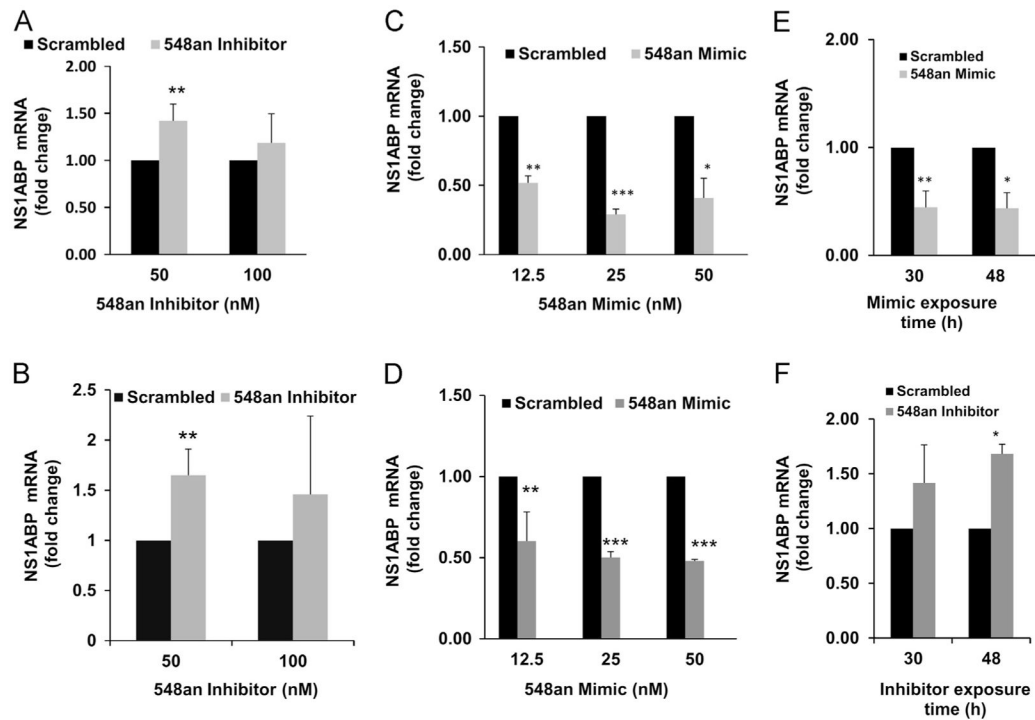 A
Scrambled 548an Inhibitor
NS1ABP mRNA
(fold change)
2.00
1.50
**
1.00
0.50
0.00
50 100
548an Inhibitor (nM)
B
Scrambled 548an Inhibitor
NS1ABP mRNA
(fold change)
2.5
2
**
1.5
1
0.5
0
50 100
548an Inhibitor (nM)
C
Scrambled 548an Mimic
NS1ABP mRNA
(fold change)
1.50
1.00
** *** *
0.50
0.00
12.5 25 50
548an Mimic (nM)
D
Scrambled 548an Mimic
NS1ABP mRNA
(fold change)
1.50
1.00
** *** ***
0.50
0.00
12.5 25 50
548an Mimic (nM)
E
Scrambled
548an Mimic
NS1ABP mRNA
(fold change)
2.00
1.00
** *
0.00
30 48
Mimic exposure
time (h)
F
Scrambled
548an Inhibitor
NS1ABP mRNA
(fold change)
2.00
*
1.50
1.00
0.50
0.00
30 48
Inhibitor exposure
time (h)